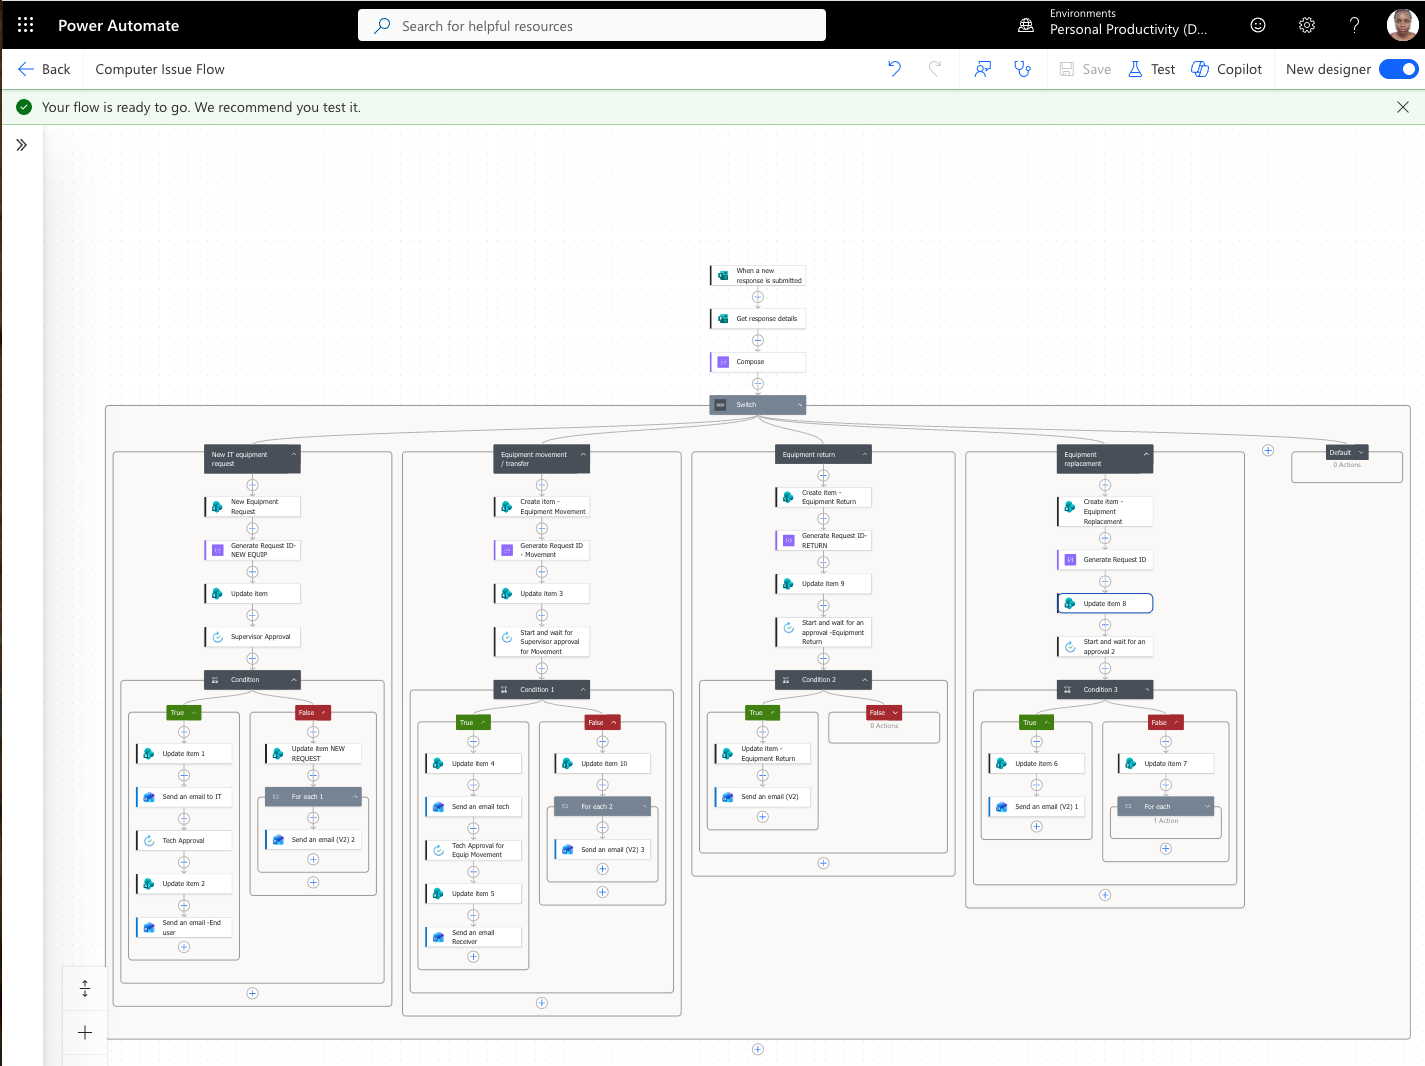 Power Automate
Search for helpful resources
Environments
Personal Productivity (D...
Back
Computer Issue Flow
Save
Test
Copilot
New designer
Your flow is ready to go. We recommend you test it.
When a new
response is submitted
Get response details
Compose
Switch
New IT equipment
request
New Equipment
Request
Generate Request ID-
NEW EQUIP
Update item
Supervisor Approval
Condition
True
Update item 1
Send an email to IT
Tech Approval
Update item 2
Send an email -End
user
False
Update item NEW
REQUEST
For each 1
Send an email (V2) 2
Equipment movement
/ transfer
Create item -
Equipment Movement
Generate Request ID
- Movement
Update item 3
Start and wait for
Supervisor approval
for Movement
Condition 1
True
Update item 4
Send an email tech
Tech Approval for
Equip Movement
Update item 5
Send an email
Receiver
False
Update item 10
For each 2
Send an email (V2) 3
Equipment return
Create item -
Equipment Return
Generate Request ID-
RETURN
Update item 9
Start and wait for an
approval -Equipment
Return
Condition 2
True
Update item -
Equipment Return
Send an email (V2)
False
0 Actions
Equipment
replacement
Create item -
Equipment
Replacement
Generate Request ID
Update item 8
Start and wait for an
approval 2
Condition 3
True
Update item 6
Send an email (V2) 1
False
Update item 7
For each
1 Action
Default
0 Actions